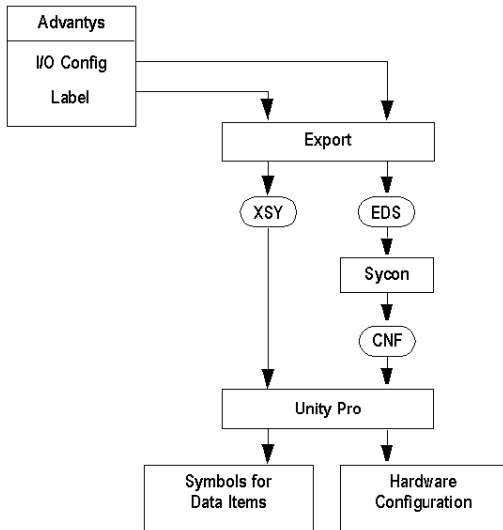 Advantys
I/O Config
Label
Export
XSY
EDS
Sycon
CNF
Unity Pro
Symbols for
Data Items
Hardware
Configuration